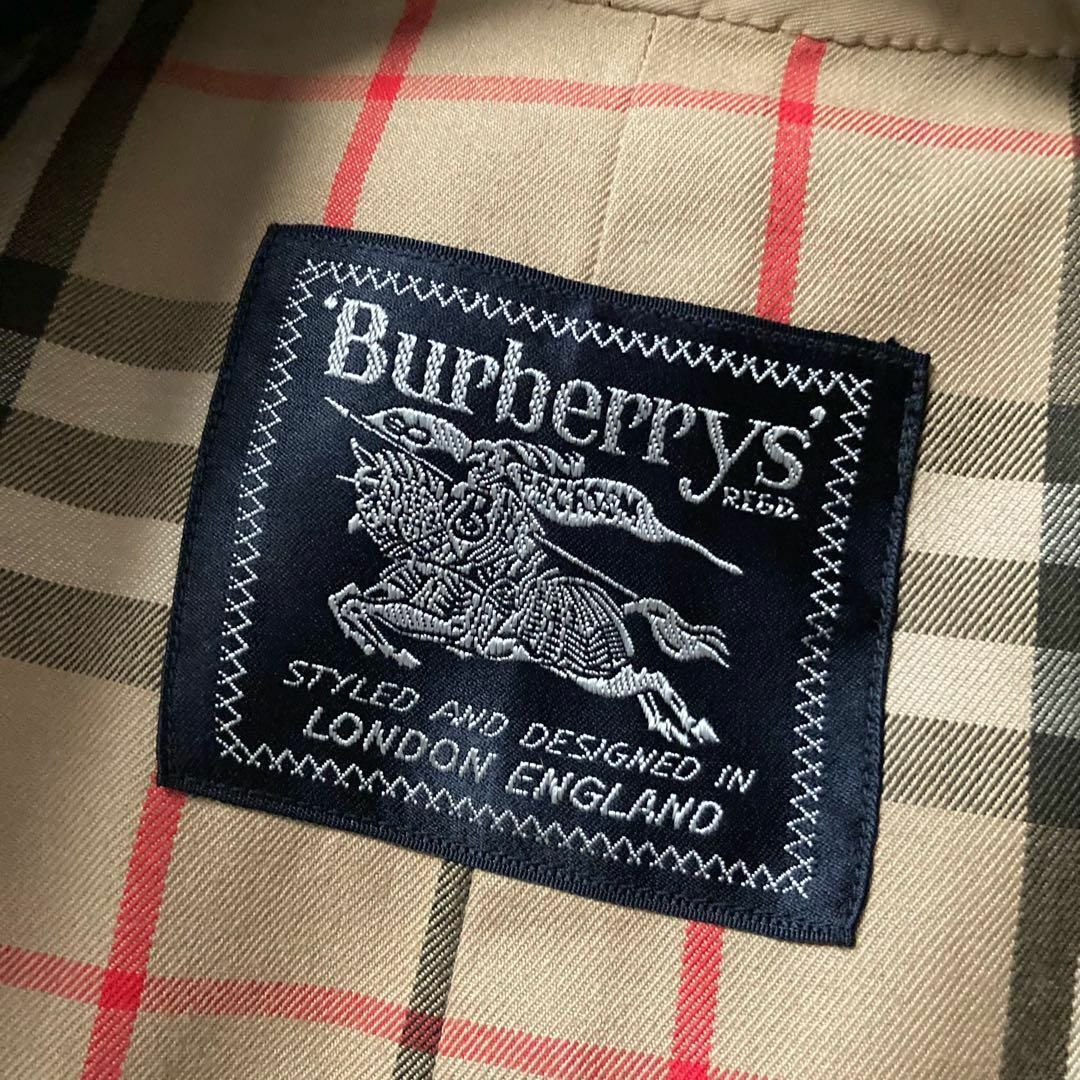 'Burberrys'
REGD.
STYLED AND DESIGNED IN
LONDON ENGLAND